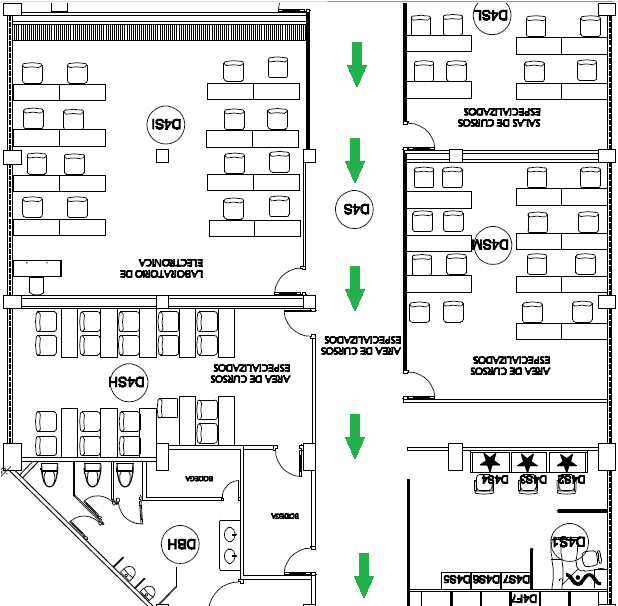 D4SL
SALAS DE CURSOS
ESPECIALIZADOS
D4SI
D4S
D4SM
LABORATORIO DE
ELECTRONICA
AREA DE CURSOS
ESPECIALIZADOS
AREA DE CURSOS
ESPECIALIZADOS
AREA DE CURSOS
ESPECIALIZADOS
D4SH
BODEGA
BODEGA
DBH
D4S4
D4S3
D4S2
D4S1
D4S5
D4S6
D4S7
D4F7